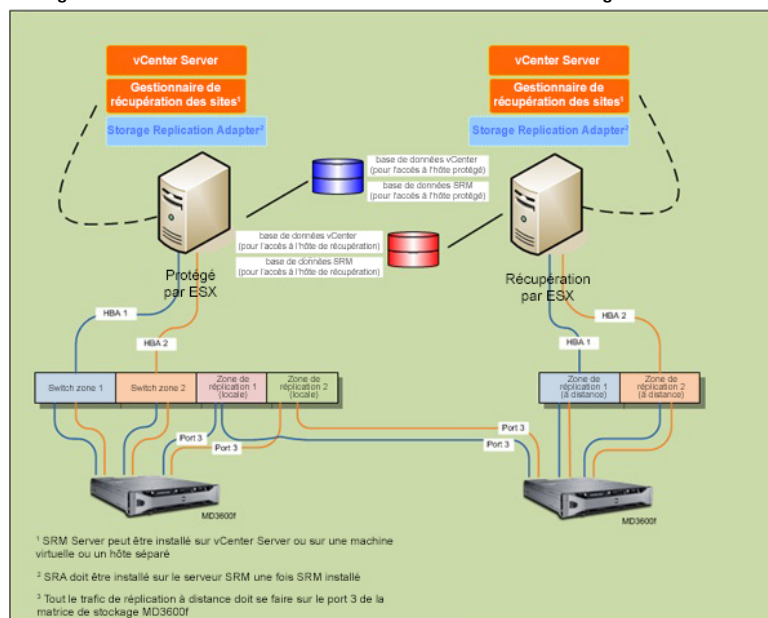 vCenter Server
Gestionnaire de
récupération des sites¹
Storage Replication Adapter²
vCenter Server
Gestionnaire de
récupération des sites¹
Storage Replication Adapter²
base de données vCenter
(pour l'accès à l'hôte protégé)
base de données SRM
(pour l'accès à l'hôte protégé)
base de données vCenter
(pour l'accès à l'hôte de récupération)
base de données SRM
(pour l'accès à l'hôte de récupération)
Protégé
par ESX
Récupération
par ESX
HBA 1
HBA 2
HBA 2
HBA 1
Switch zone 1
Switch zone 2
Zone de
réplication 1
(locale)
Zone de
réplication 2
(locale)
Zone de
réplication 1
(à distance)
Zone de
réplication 2
(à distance)
Port 3
Port 3
Port 3
Port 3
MD3600f
MD3600f
¹ SRM Server peut être installé sur vCenter Server ou sur une machine
virtuelle ou un hôte séparé
² SRA doit être installé sur le serveur SRM une fois SRM installé
³ Tout le trafic de réplication à distance doit se faire sur le port 3 de la
matrice de stockage MD3600f